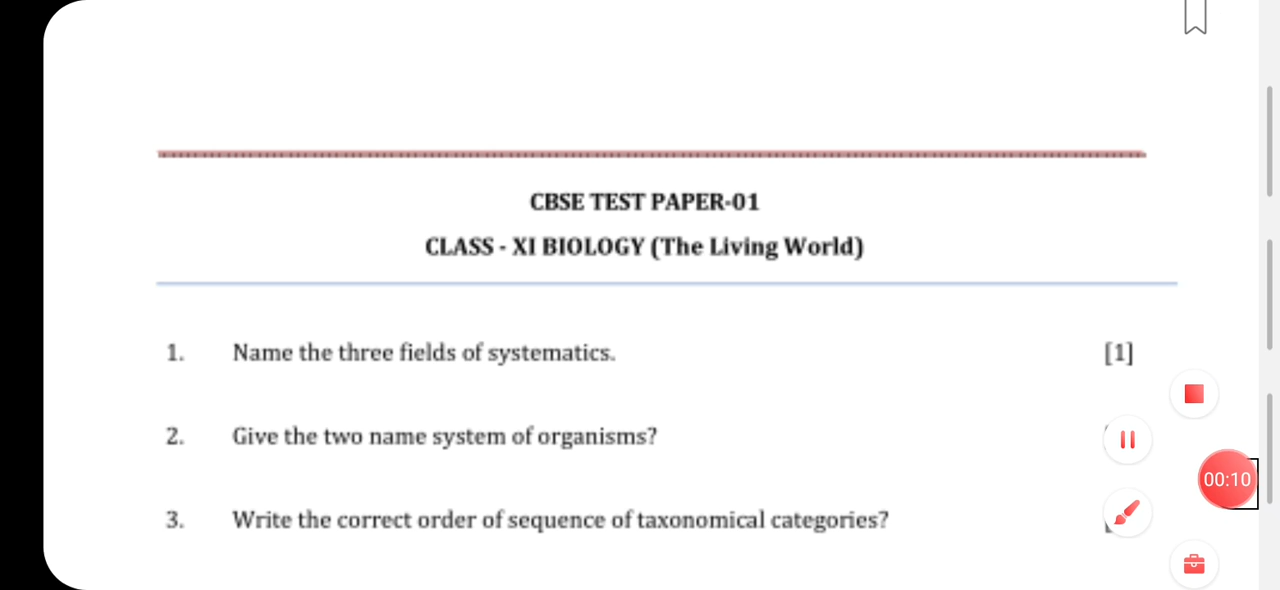 CBSE TEST PAPER-01
CLASS - XI BIOLOGY (The Living World)
1. Name the three fields of systematics. [1]
2. Give the two name system of organisms?
3. Write the correct order of sequence of taxonomical categories?
00:10